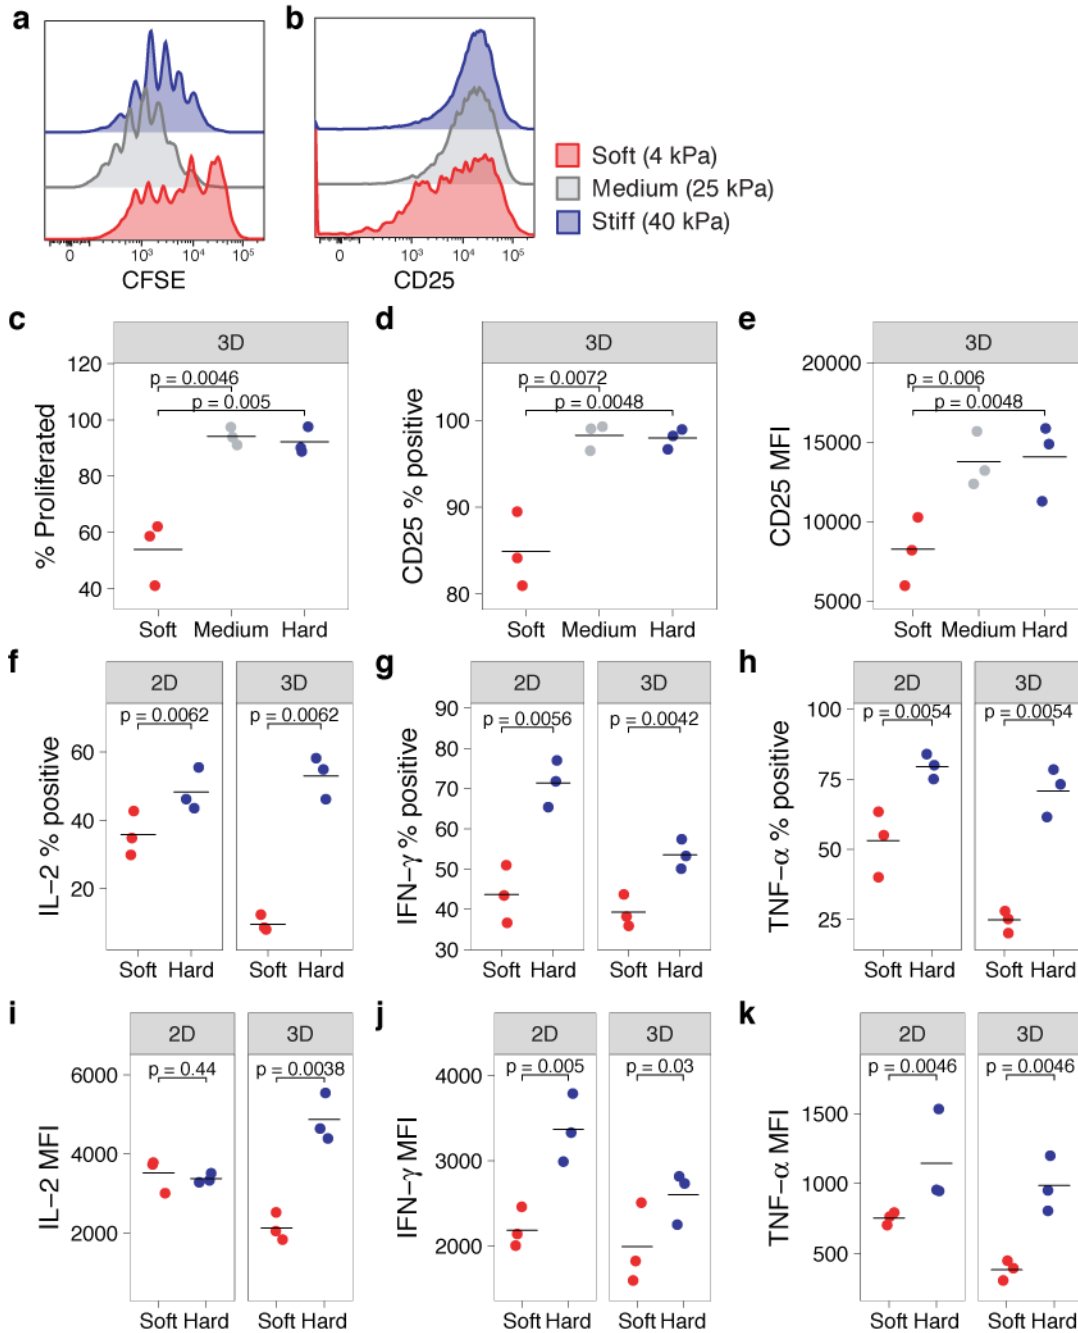 a
b
0 10³ 10⁴ 10⁵
CFSE
0 10³ 10⁴ 10⁵
CD25
Soft (4 kPa)
Medium (25 kPa)
Stiff (40 kPa)
c
3D
% Proliferated
120
100
80
60
40
p = 0.0046
p = 0.005
Soft Medium Hard
d
3D
CD25 % positive
100
90
80
p = 0.0072
p = 0.0048
Soft Medium Hard
e
3D
CD25 MFI
20000
15000
10000
5000
p = 0.006
p = 0.0048
Soft Medium Hard
f
2D 3D
IL−2 % positive
60
40
20
p = 0.0062 p = 0.0062
Soft Hard Soft Hard
g
2D 3D
IFN−γ % positive
90
80
70
60
50
40
30
p = 0.0056 p = 0.0042
Soft Hard Soft Hard
h
2D 3D
TNF−α % positive
100
75
50
25
p = 0.0054 p = 0.0054
Soft Hard Soft Hard
i
2D 3D
IL−2 MFI
6000
4000
2000
p = 0.44 p = 0.0038
Soft Hard Soft Hard
j
2D 3D
IFN−γ MFI
4000
3000
2000
p = 0.005 p = 0.03
Soft Hard Soft Hard
k
2D 3D
TNF−α MFI
1500
1000
500
p = 0.0046 p = 0.0046
Soft Hard Soft Hard